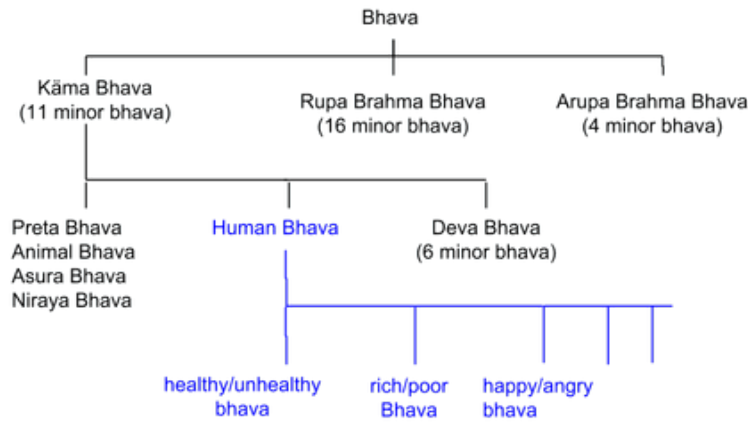 Bhava
Käma Bhava
(11 minor bhava)
Rupa Brahma Bhava
(16 minor bhava)
Arupa Brahma Bhava
(4 minor bhava)
Preta Bhava
Animal Bhava
Asura Bhava
Niraya Bhava
Human Bhava
Deva Bhava
(6 minor bhava)
healthy/unhealthy
bhava
rich/poor
Bhava
happy/angry
bhava